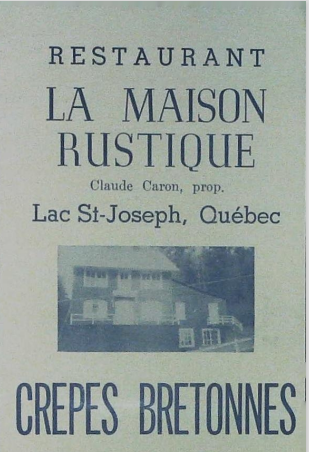 RESTAURANT
LA MAISON
RUSTIQUE
Claude Caron, prop.
Lac St-Joseph, Québec
CREPES BRETONNES